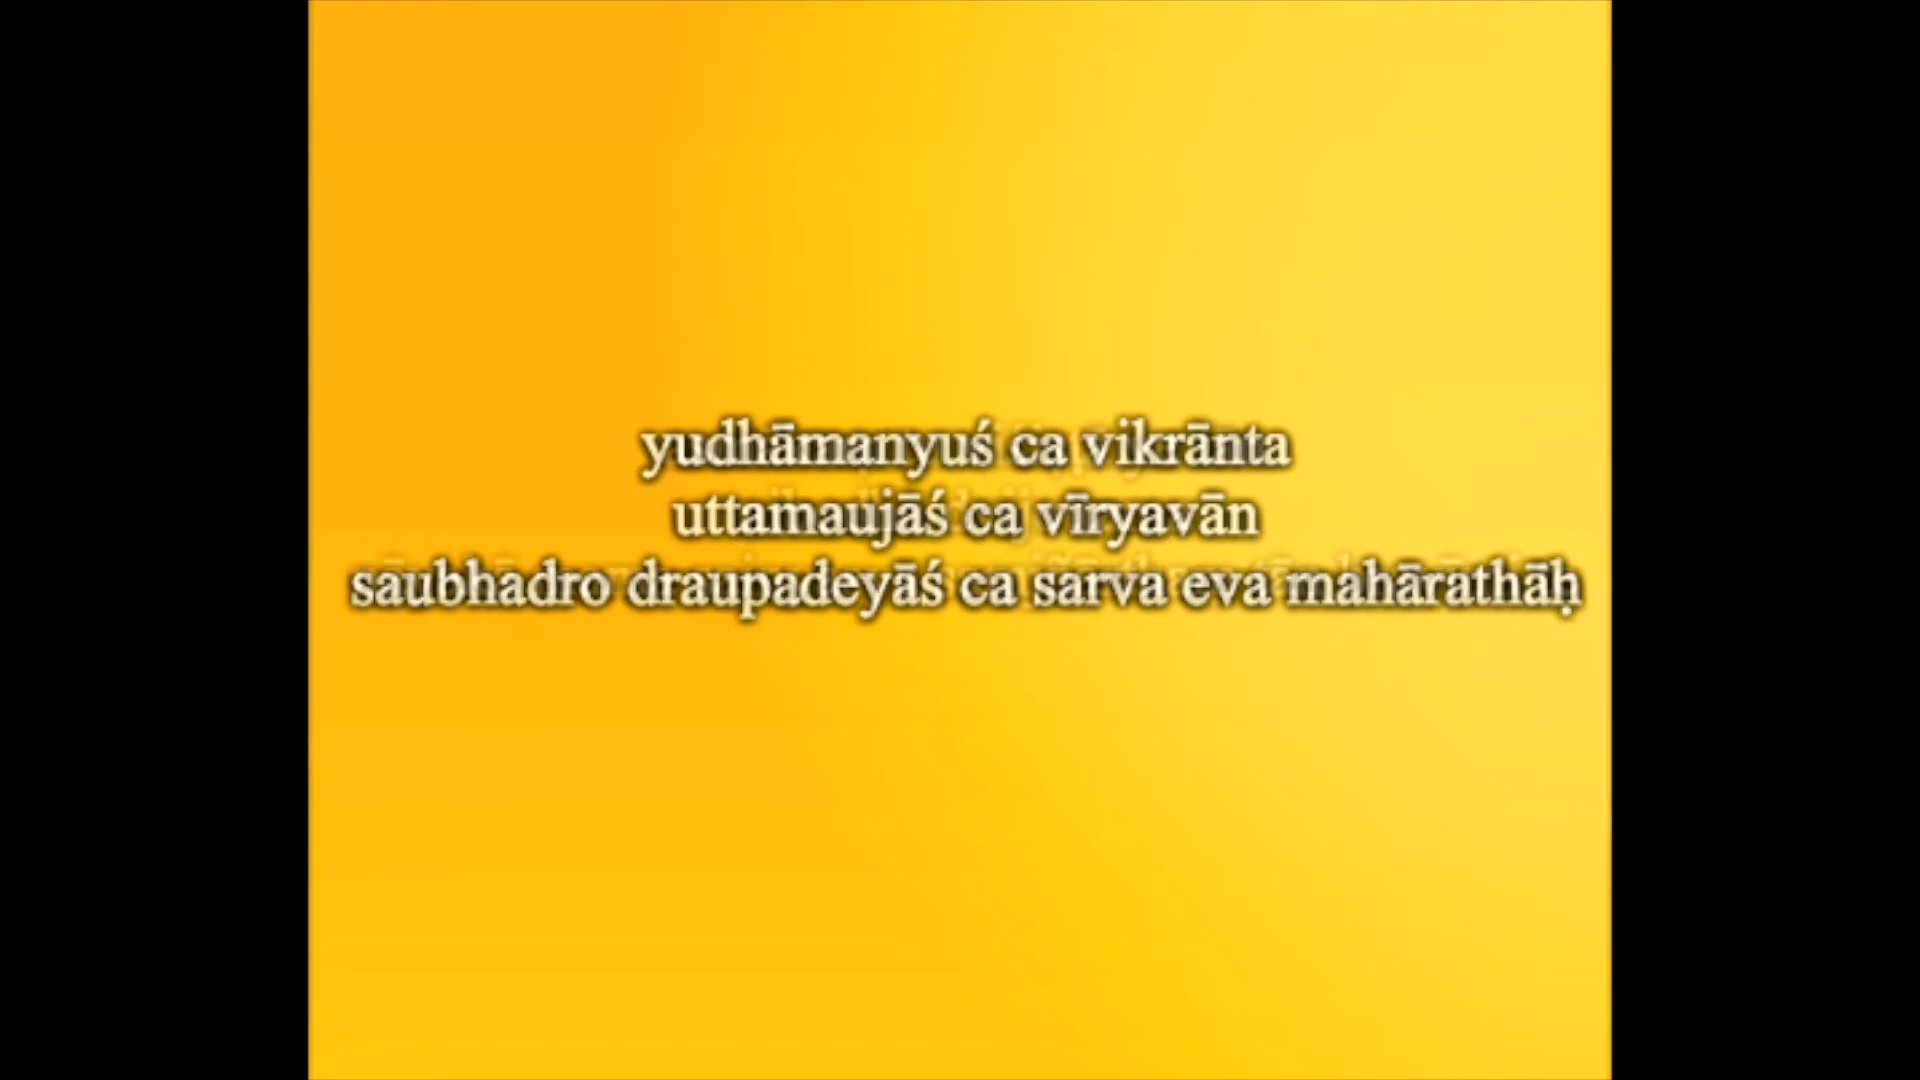 yudhāmanyuś ca vikrānta
uttamaujāś ca vīryavān
saubhadro draupadeyāś ca sarva eva mahārathāḥ